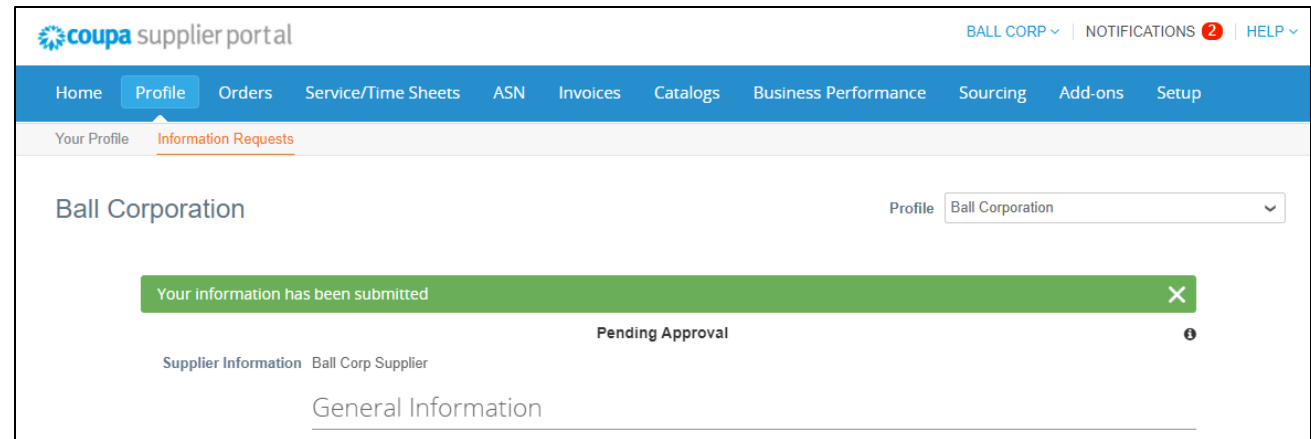 coupa supplier portal
BALL CORP NOTIFICATIONS 2 HELP
Home Profile Orders Service/Time Sheets ASN Invoices Catalogs Business Performance Sourcing Add-ons Setup
Your Profile Information Requests
Ball Corporation Profile Ball Corporation
Your information has been submitted
Pending Approval
Supplier Information Ball Corp Supplier
General Information